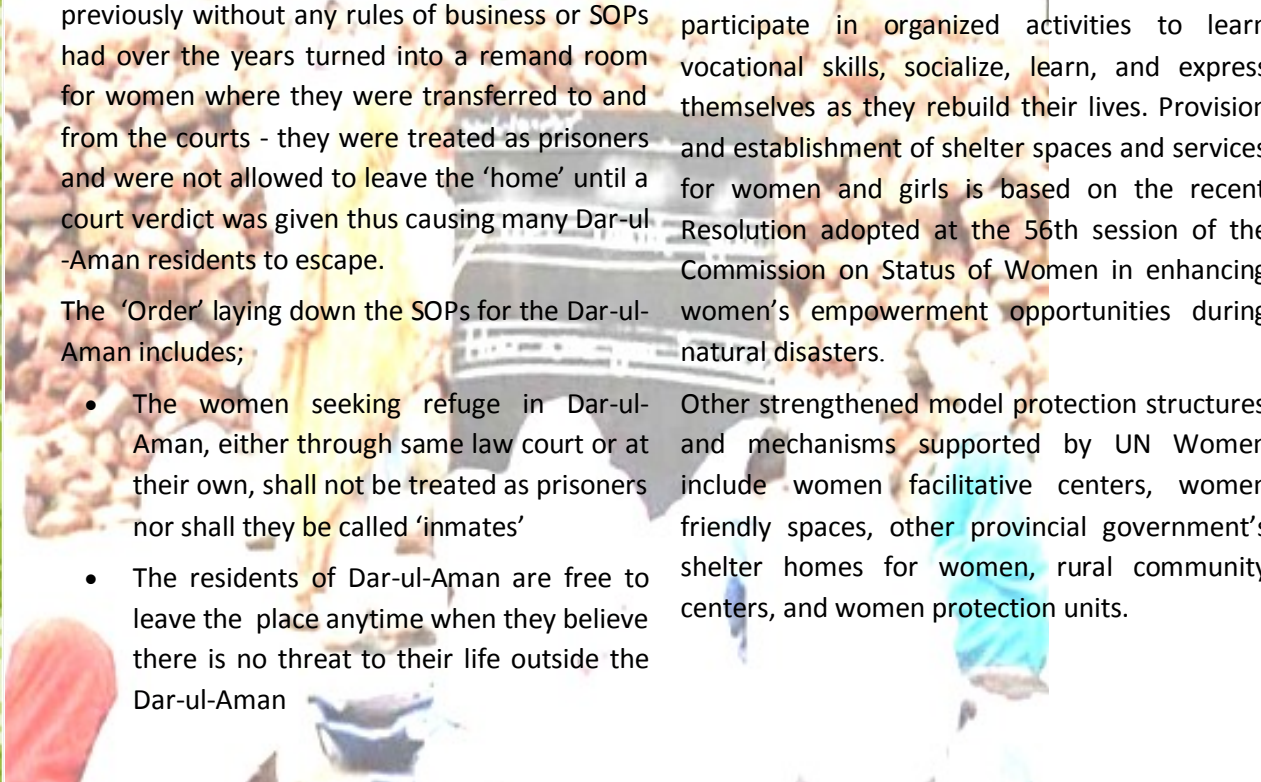 previously without any rules of business or SOPs
had over the years turned into a remand room
for women where they were transferred to and
from the courts - they were treated as prisoners
and were not allowed to leave the ‘home’ until a
court verdict was given thus causing many Dar-ul
-Aman residents to escape.
The ‘Order’ laying down the SOPs for the Dar-ul-
Aman includes;
• The women seeking refuge in Dar-ul-
Aman, either through same law court or at
their own, shall not be treated as prisoners
nor shall they be called ‘inmates’
• The residents of Dar-ul-Aman are free to
leave the place anytime when they believe
there is no threat to their life outside the
Dar-ul-Aman
participate in organized activities to learn
vocational skills, socialize, learn, and express
themselves as they rebuild their lives. Provision
and establishment of shelter spaces and services
for women and girls is based on the recent
Resolution adopted at the 56th session of the
Commission on Status of Women in enhancing
women’s empowerment opportunities during
natural disasters.
Other strengthened model protection structures
and mechanisms supported by UN Women
include women facilitative centers, women
friendly spaces, other provincial government’s
shelter homes for women, rural community
centers, and women protection units.